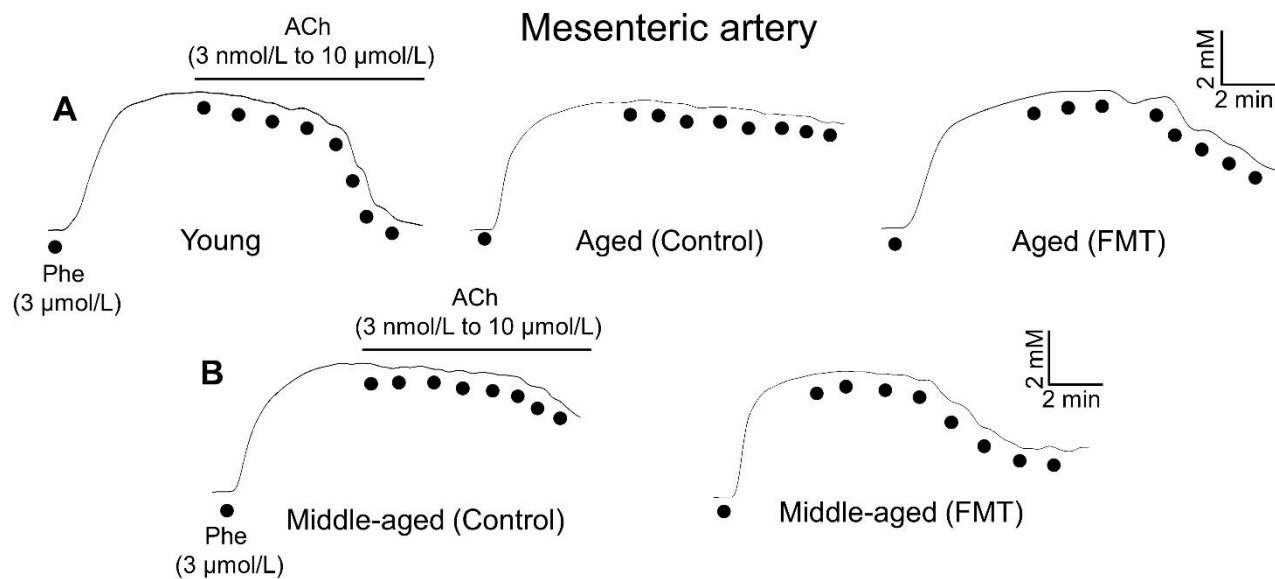 Mesenteric artery
ACh
(3 nmol/L to 10 µmol/L)
A
2 mM
2 min
Young
Aged (Control)
Aged (FMT)
Phe
(3 µmol/L)
ACh
(3 nmol/L to 10 µmol/L)
B
2 mM
2 min
Middle-aged (Control)
Middle-aged (FMT)
Phe
(3 µmol/L)